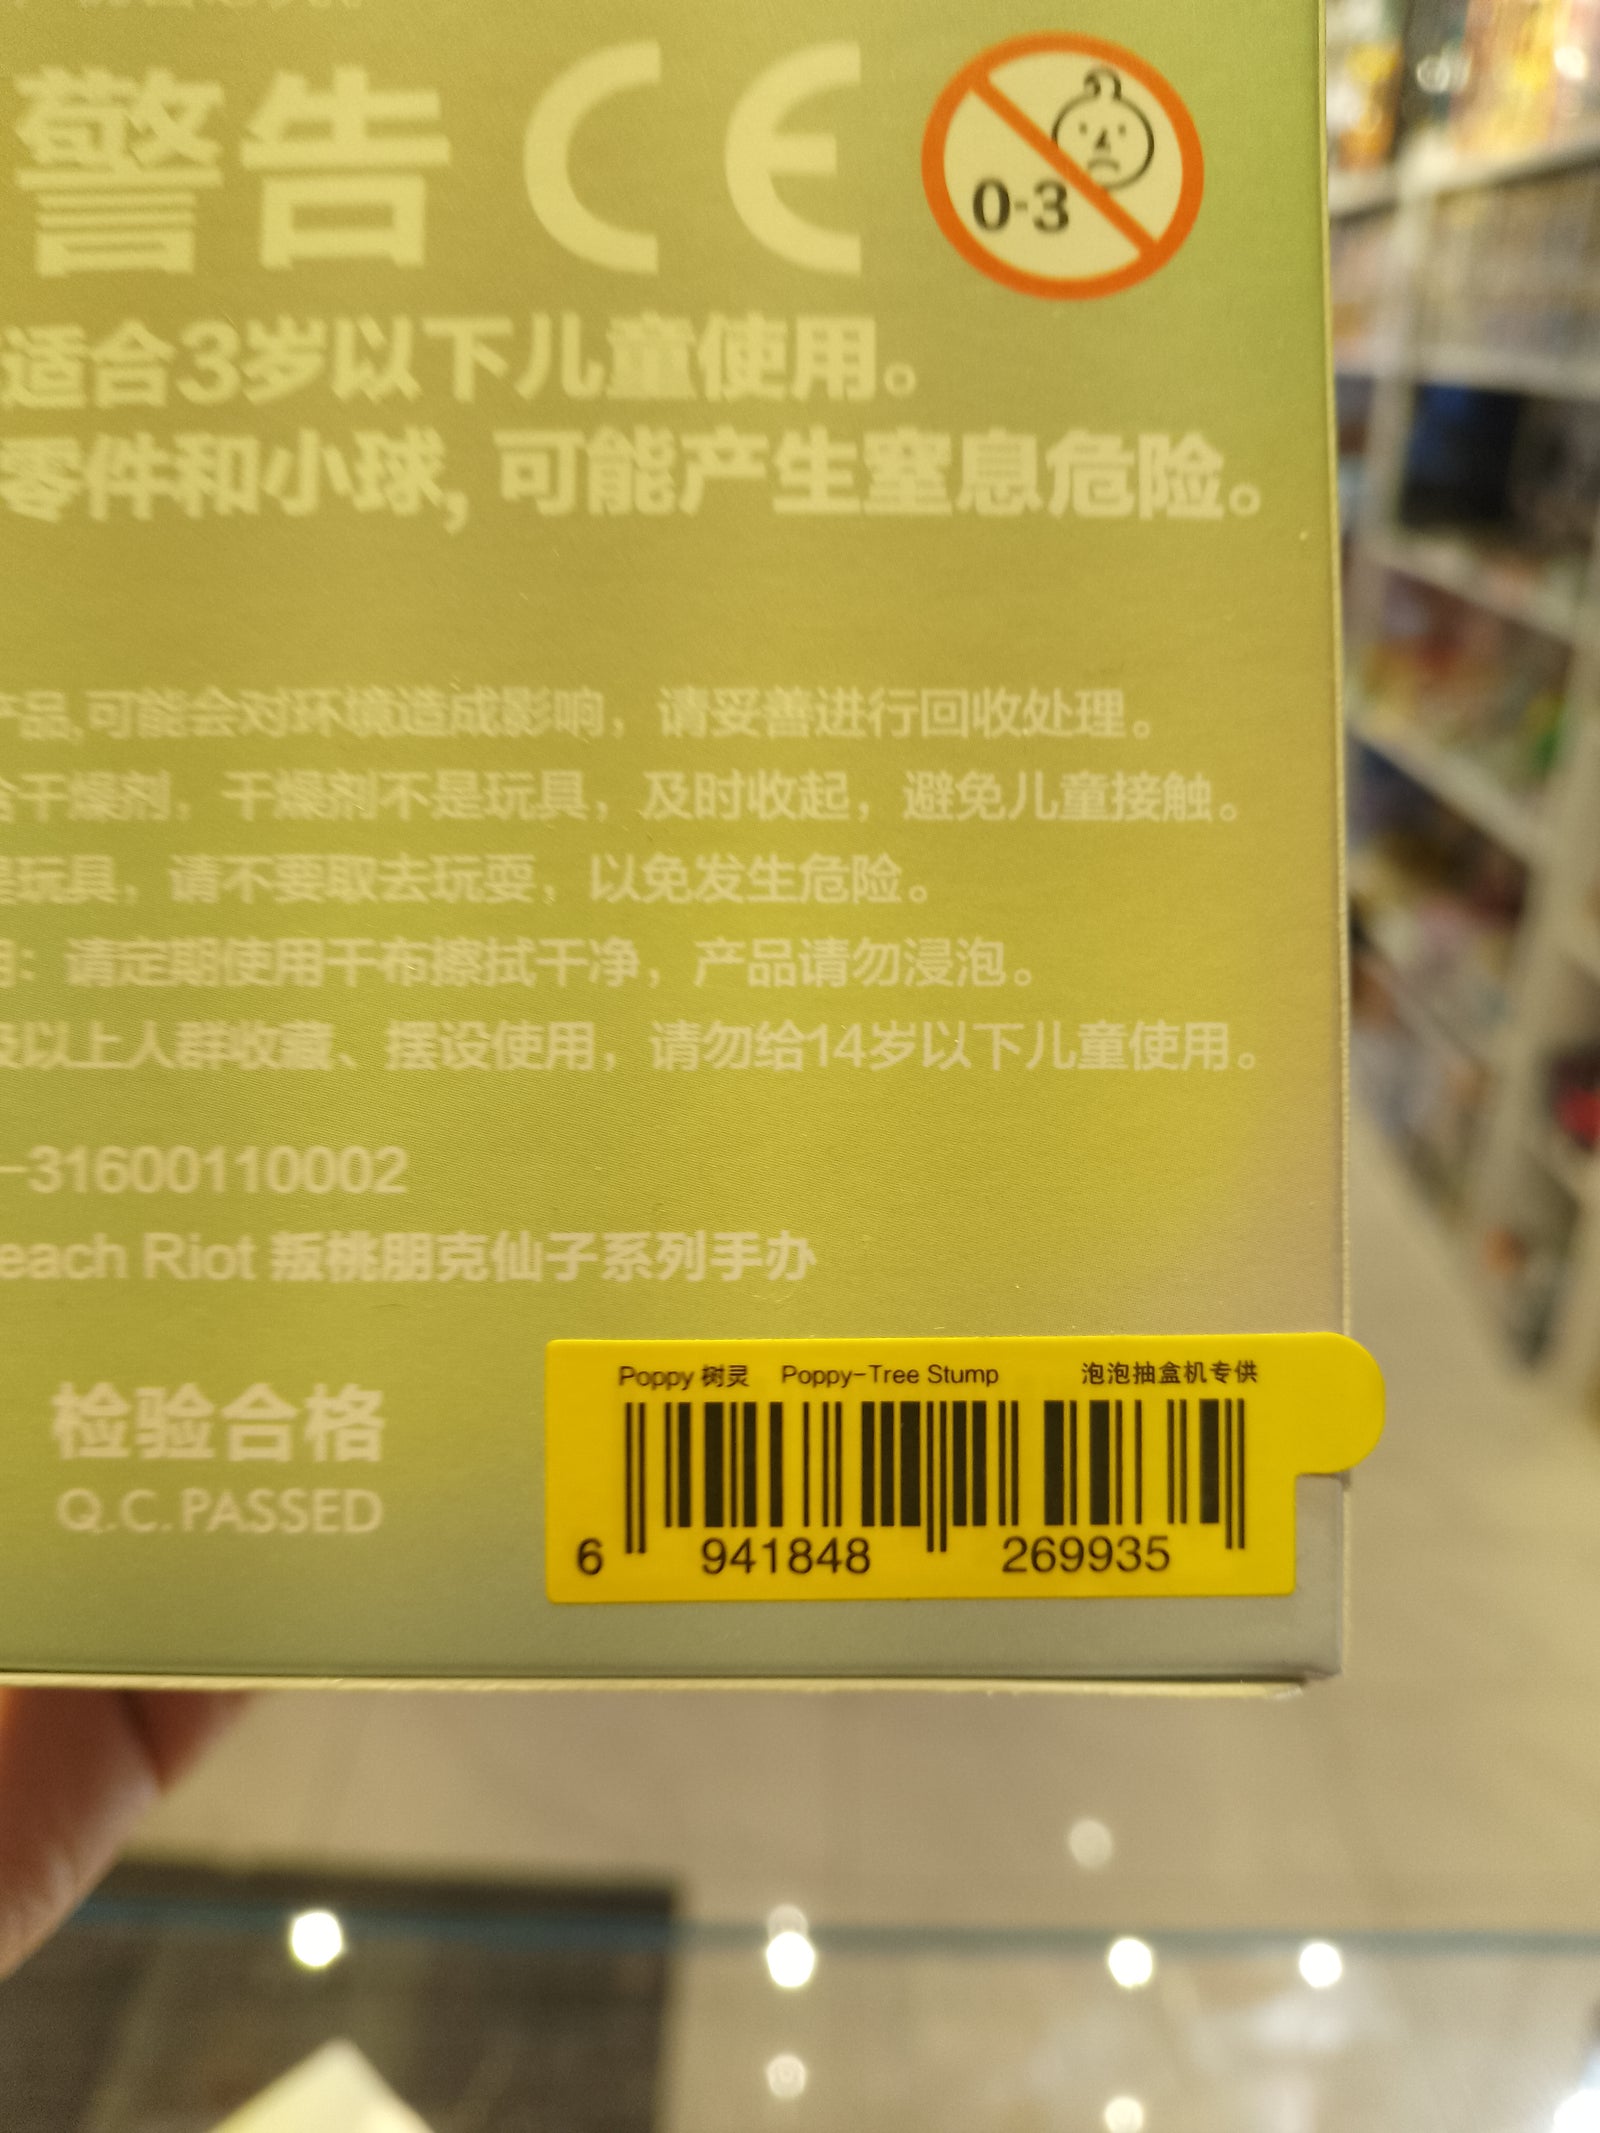 警告 CE
0-3
适合3岁以下儿童使用。
零件和小球，可能产生窒息危险。
产品,可能会对环境造成影响，请妥善进行回收处理。
含干燥剂，干燥剂不是玩具，及时收起，避免儿童接触。
是玩具，请不要取去玩耍，以免发生危险。
：请定期使用干布擦拭干净，产品请勿浸泡。
及以上人群收藏、摆设使用，请勿给14岁以下儿童使用。
-31600110002
each Riot 叛桃朋克仙子系列手办
Poppy 树灵 Poppy-Tree Stump 泡泡抽盒机专供
检验合格
Q.C.PASSED
6 941848 269935